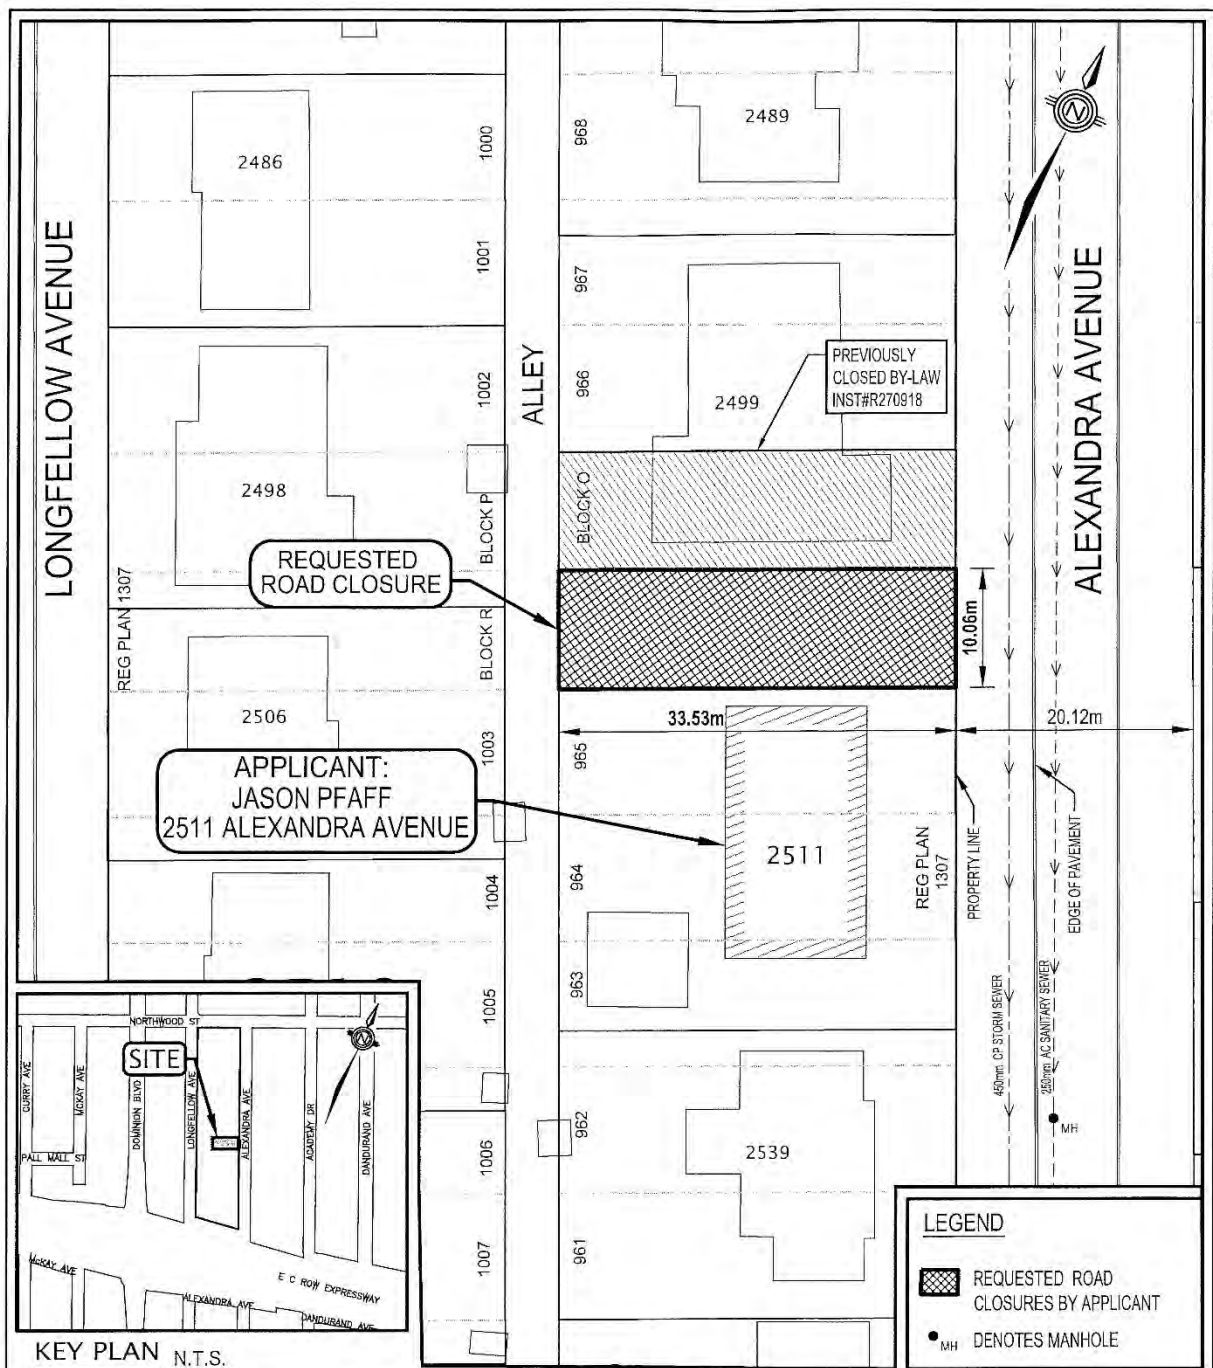 LONGFELLOW AVENUE
2486
1000
1001
1002
2498
BLOCK P
REG PLAN 1307
BLOCK R
2506
1003
1004
1005
1006
1007
ALLEY
968
2489
967
966
2499
PREVIOUSLY
CLOSED BY-LAW
INST#R270918
BLOCK O
REQUESTED
ROAD CLOSURE
10.06m
33.53m
20.12m
965
APPLICANT:
JASON PFAFF
2511 ALEXANDRA AVENUE
2511
964
963
REG PLAN
1307
PROPERTY LINE
EDGE OF PAVEMENT
450mm CP STORM SEWER
250mm AC SANITARY SEWER
MH
962
2539
961
N
ALEXANDRA AVENUE
NORTHWOOD ST
SITE
N
CURRY AVE
MCKAY AVE
DOMINION BLVD
LONGFELLOW AVE
ALEXANDRA AVE
ACADEMY DR
DANDURAND AVE
PALL MALL ST
McKAY AVE
E C ROW EXPRESSWAY
ALEXANDRA AVE
DANDURAND AVE
KEY PLAN N.T.S.
LEGEND
REQUESTED ROAD
CLOSURES BY APPLICANT
MH DENOTES MANHOLE